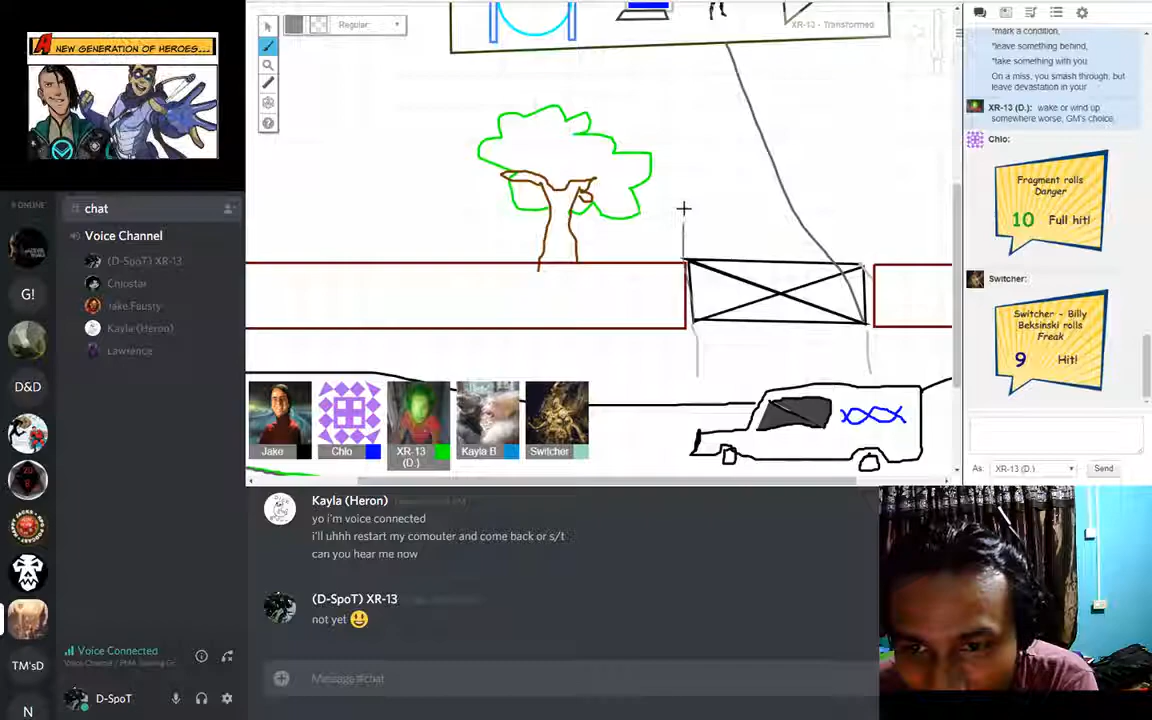 A NEW GENERATION OF HEROES...
ONLINE
G!
D&D
TM'sD
N
chat
Voice Channel
(D-SpoT) XR-13
Chlostar
Jake Fausty
Kayla (Heron)
Lawrence
Voice Connected
D-SpoT
Regular
XR-13 - Transformed
Jake
Chlo
XR-13
(D.)
Kayla B
Switcher
Kayla (Heron)
yo i'm voice connected
i'll uhhh restart my comouter and come back or s/t
can you hear me now
(D-SpoT) XR-13
not yet
Message #chat
*mark a condition,
*leave something behind,
*take something with you.
On a miss, you smash through, but
leave devastation in your
XR-13 (D.): wake or wind up
somewhere worse, GM's choice,
Chlo:
Fragment rolls
Danger
10 Full hit!
Switcher:
Switcher - Billy
Beksinski rolls
Freak
9 Hit!
As: XR-13 (D.) Send